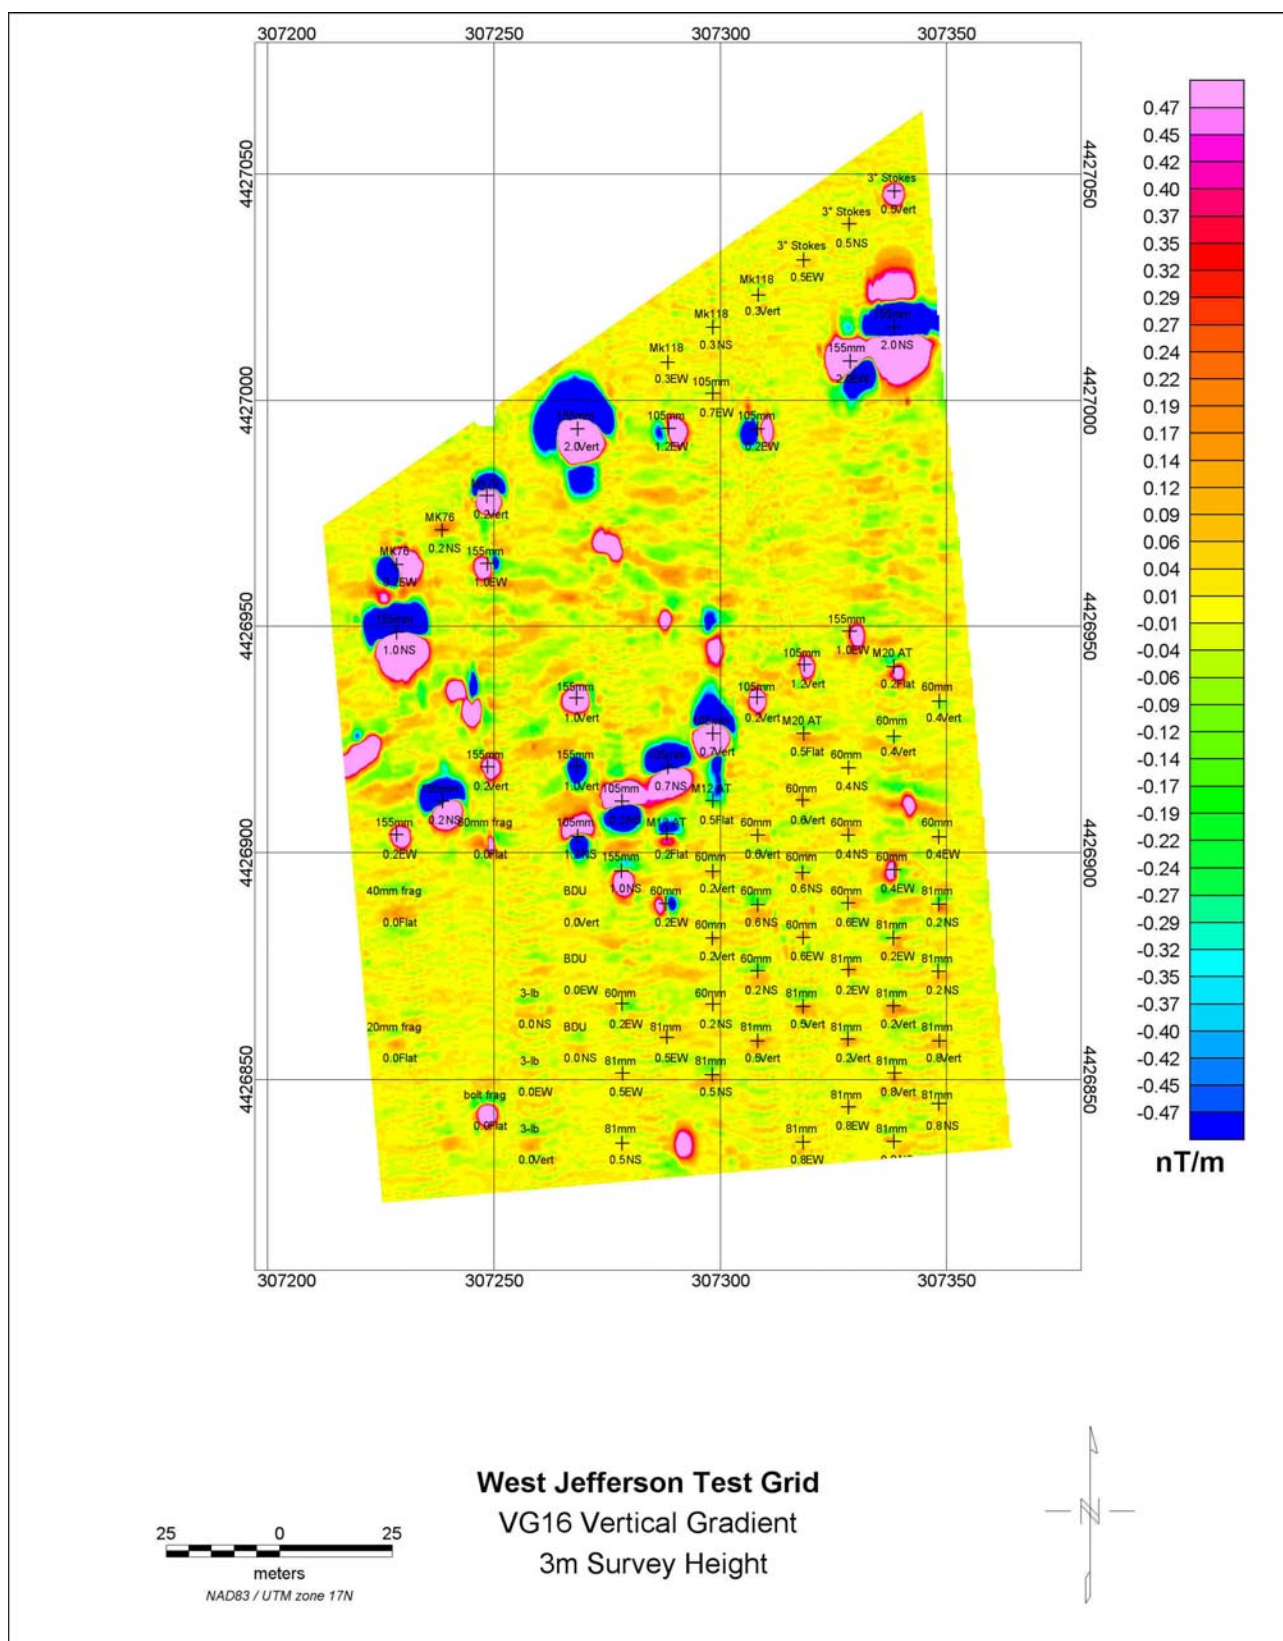 307200 307250 307300 307350
4427050 4427050
4427000 4427000
4426950 4426950
4426900 4426900
4426850 4426850
307200 307250 307300 307350
3" Stokes
0.5Vert
3" Stokes
0.5NS
3" Stokes
0.5EW
Mk118
0.3Vert
Mk118
0.3NS
155mm
2.0NS
Mk118
0.3EW
155mm
105mm
0.7EW
155mm
2.0Vert
105mm
1.2EW
105mm
0.2EW
0.2Vert
MK76
0.2NS
MK76
155mm
1.0EW
155mm
1.0NS
155mm
1.0EW
105mm
1.2Vert
M20 AT
0.2Flat
155mm
1.0Vert
105mm
0.2Vert
60mm
0.4Vert
105mm
0.7Vert
M20 AT
0.5Flat
60mm
0.4Vert
155mm
0.2Vert
155mm
1.0Vert
105mm
0.7NS
60mm
0.4NS
0.2NS
105mm
M12 AT
0.5Flat
60mm
0.6Vert
155mm
0.2EW
60mm frag
0.0Flat
105mm
M12 AT
0.2Flat
60mm
0.6Vert
60mm
0.4NS
60mm
0.4EW
155mm
1.0NS
60mm
0.2Vert
60mm
0.6NS
60mm
0.4EW
40mm frag
0.0Flat
BDU
0.0Vert
60mm
0.2EW
60mm
0.6NS
60mm
0.6EW
81mm
0.2NS
60mm
0.2Vert
60mm
0.6EW
81mm
0.2EW
BDU
0.0EW
60mm
0.2NS
81mm
0.2EW
81mm
0.2NS
3-lb
0.0NS
60mm
0.2EW
60mm
0.2NS
81mm
0.5Vert
81mm
0.2Vert
20mm frag
0.0Flat
BDU
0.0NS
81mm
0.5EW
81mm
0.5Vert
81mm
0.2Vert
81mm
0.8Vert
3-lb
0.0EW
81mm
0.5EW
81mm
0.5NS
81mm
0.8Vert
bolt frag
0.0Flat
81mm
0.8EW
81mm
0.8NS
3-lb
0.0Vert
81mm
0.5NS
81mm
0.8EW
81mm
0.47
0.45
0.42
0.40
0.37
0.35
0.32
0.29
0.27
0.24
0.22
0.19
0.17
0.14
0.12
0.09
0.06
0.04
0.01
-0.01
-0.04
-0.06
-0.09
-0.12
-0.14
-0.17
-0.19
-0.22
-0.24
-0.27
-0.29
-0.32
-0.35
-0.37
-0.40
-0.42
-0.45
-0.47
nT/m
West Jefferson Test Grid
VG16 Vertical Gradient
3m Survey Height
25 0 25
meters
NAD83 / UTM zone 17N
N